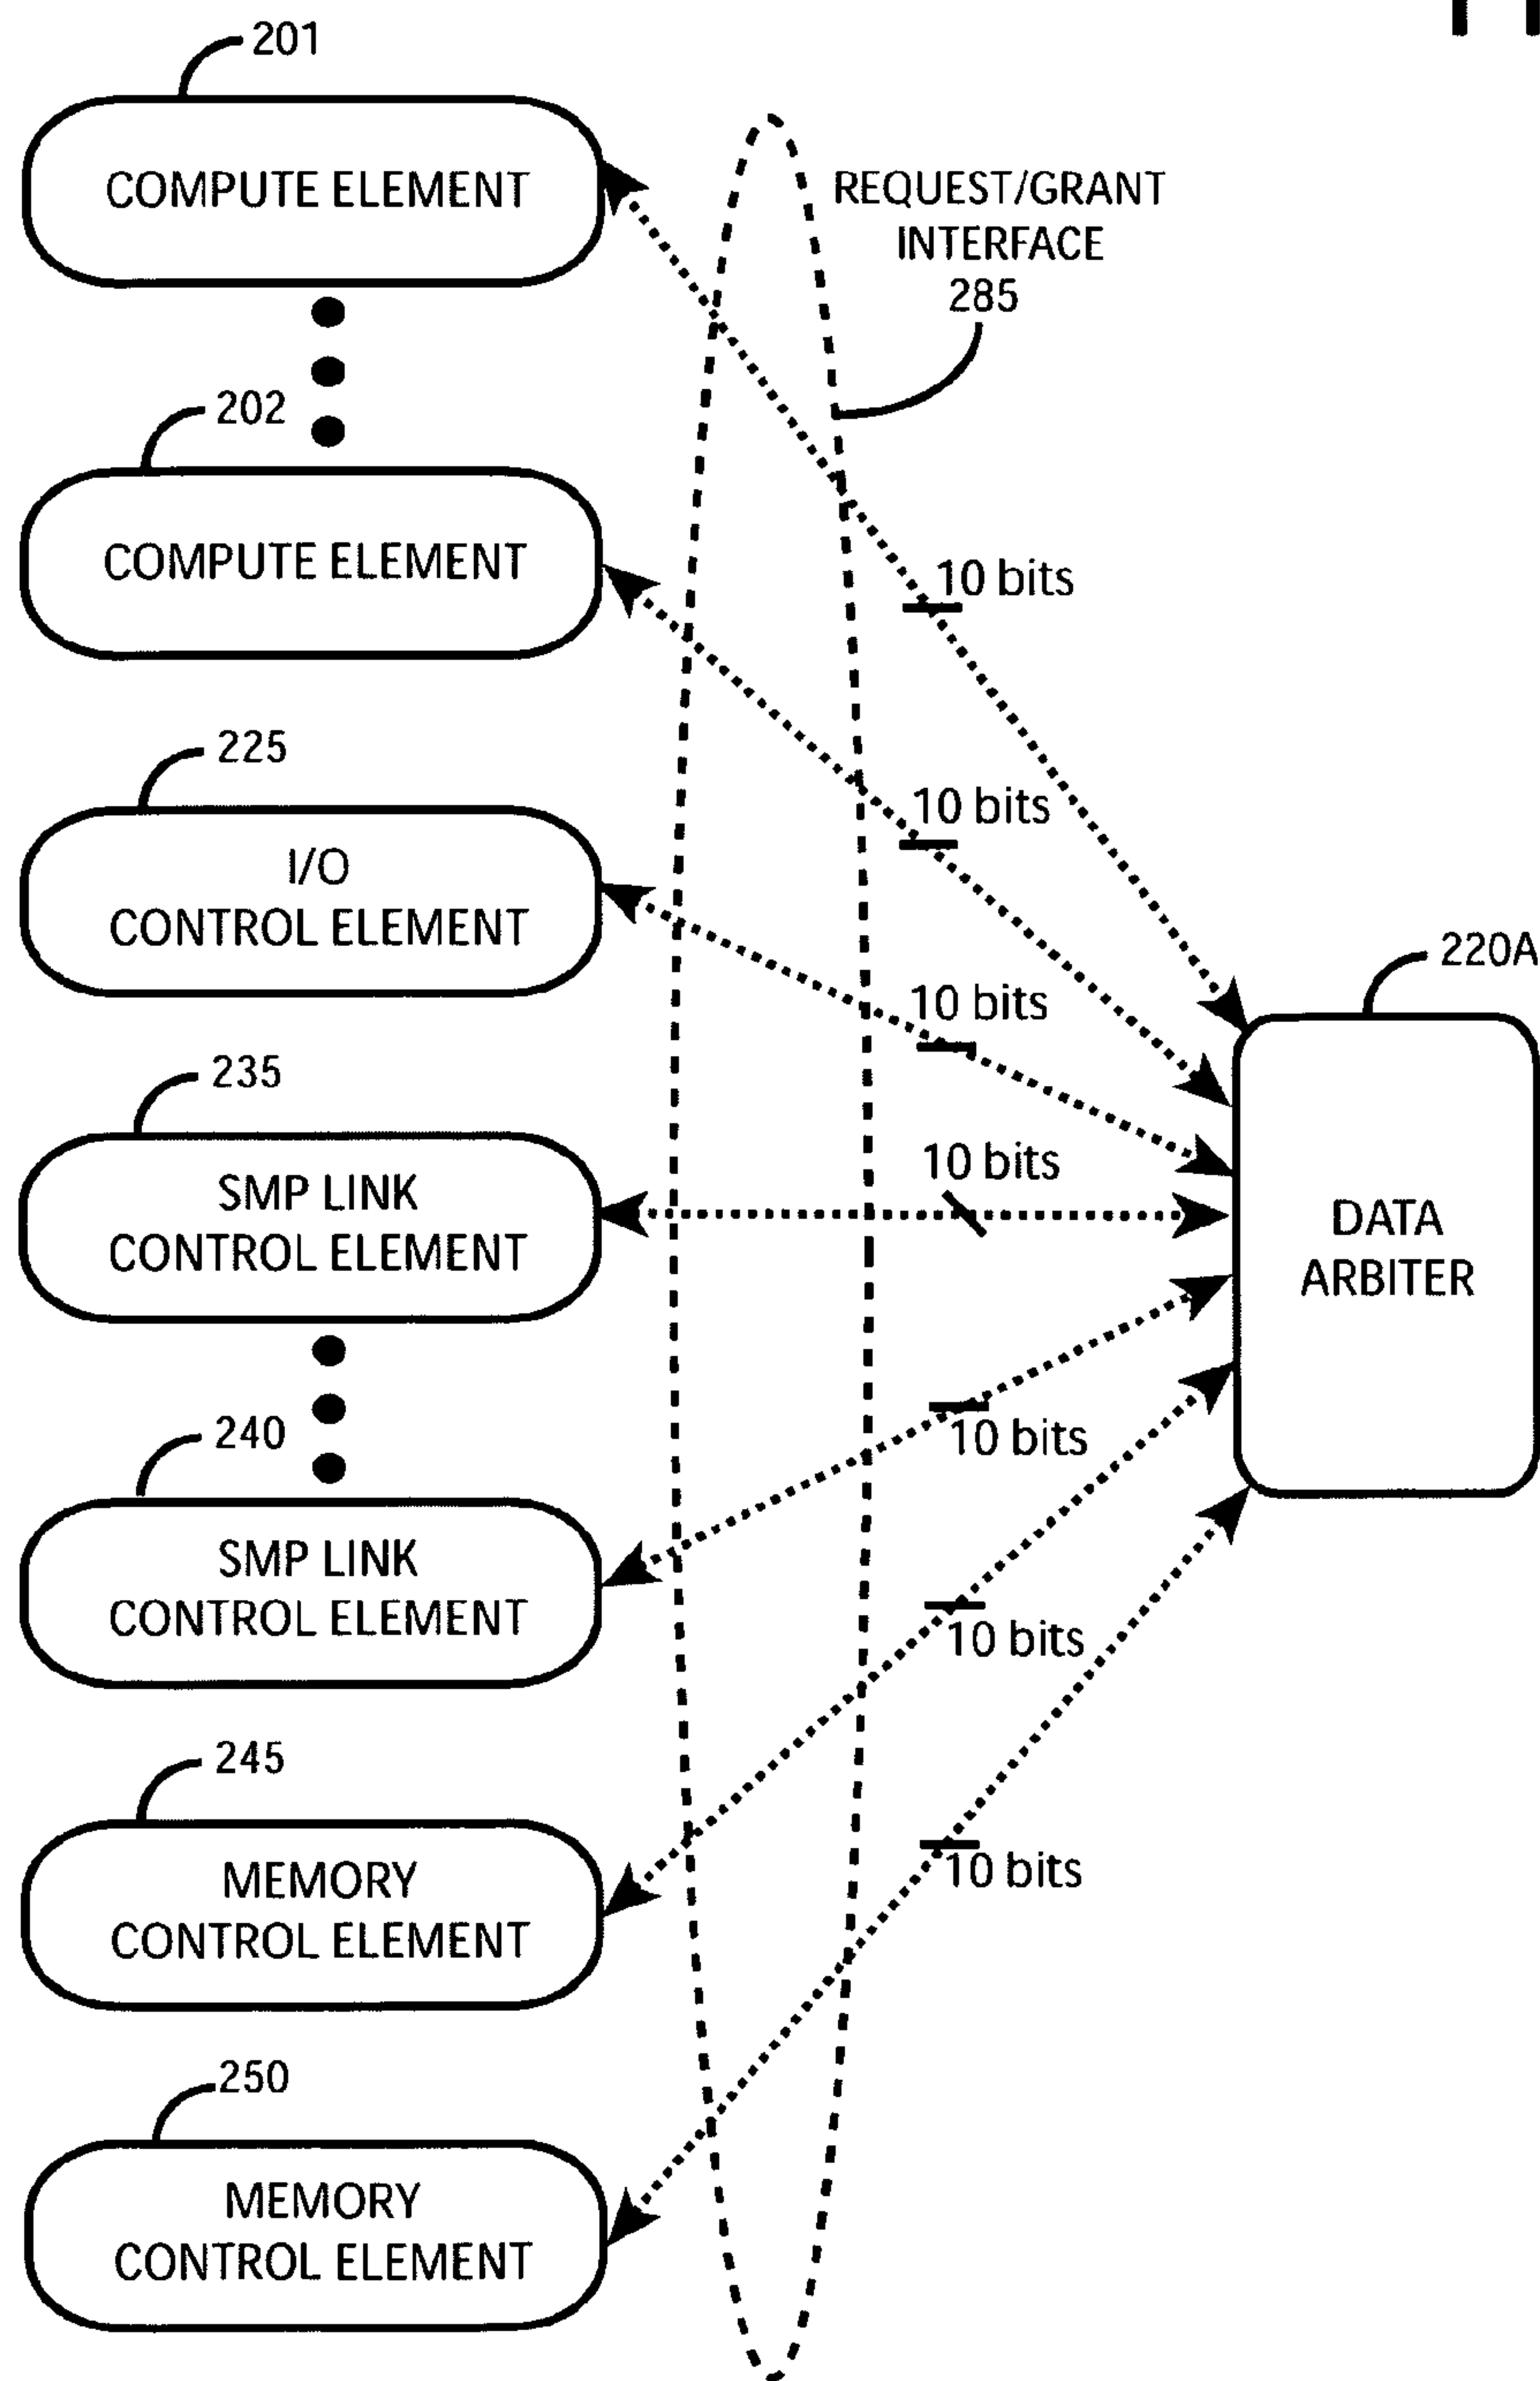 201
COMPUTE ELEMENT
REQUEST/GRANT
INTERFACE
285
202
COMPUTE ELEMENT
10 bits
225
I/O
CONTROL ELEMENT
10 bits
10 bits
220A
235
SMP LINK
CONTROL ELEMENT
10 bits
DATA
ARBITER
240
SMP LINK
CONTROL ELEMENT
10 bits
245
MEMORY
CONTROL ELEMENT
10 bits
10 bits
250
MEMORY
CONTROL ELEMENT